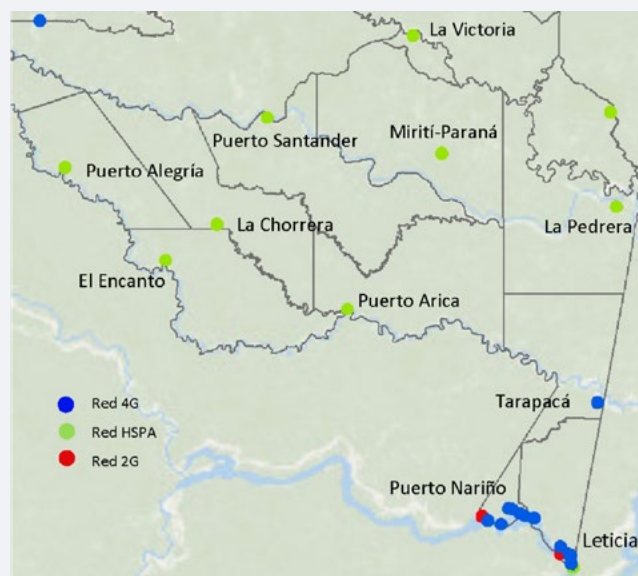 La Victoria
Puerto Santander
Mirití-Paraná
Puerto Alegría
La Chorrera
La Pedrera
El Encanto
Puerto Arica
Red 4G
Red HSPA
Red 2G
Tarapacá
Puerto Nariño
Leticia